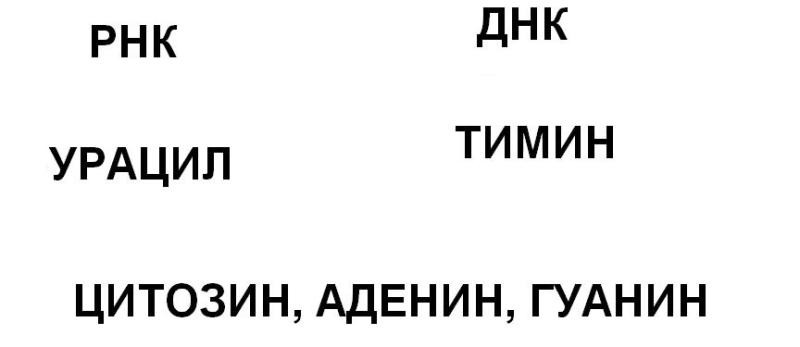 РНК
ДНК
УРАЦИЛ
ТИМИН
ЦИТОЗИН, АДЕНИН, ГУАНИН